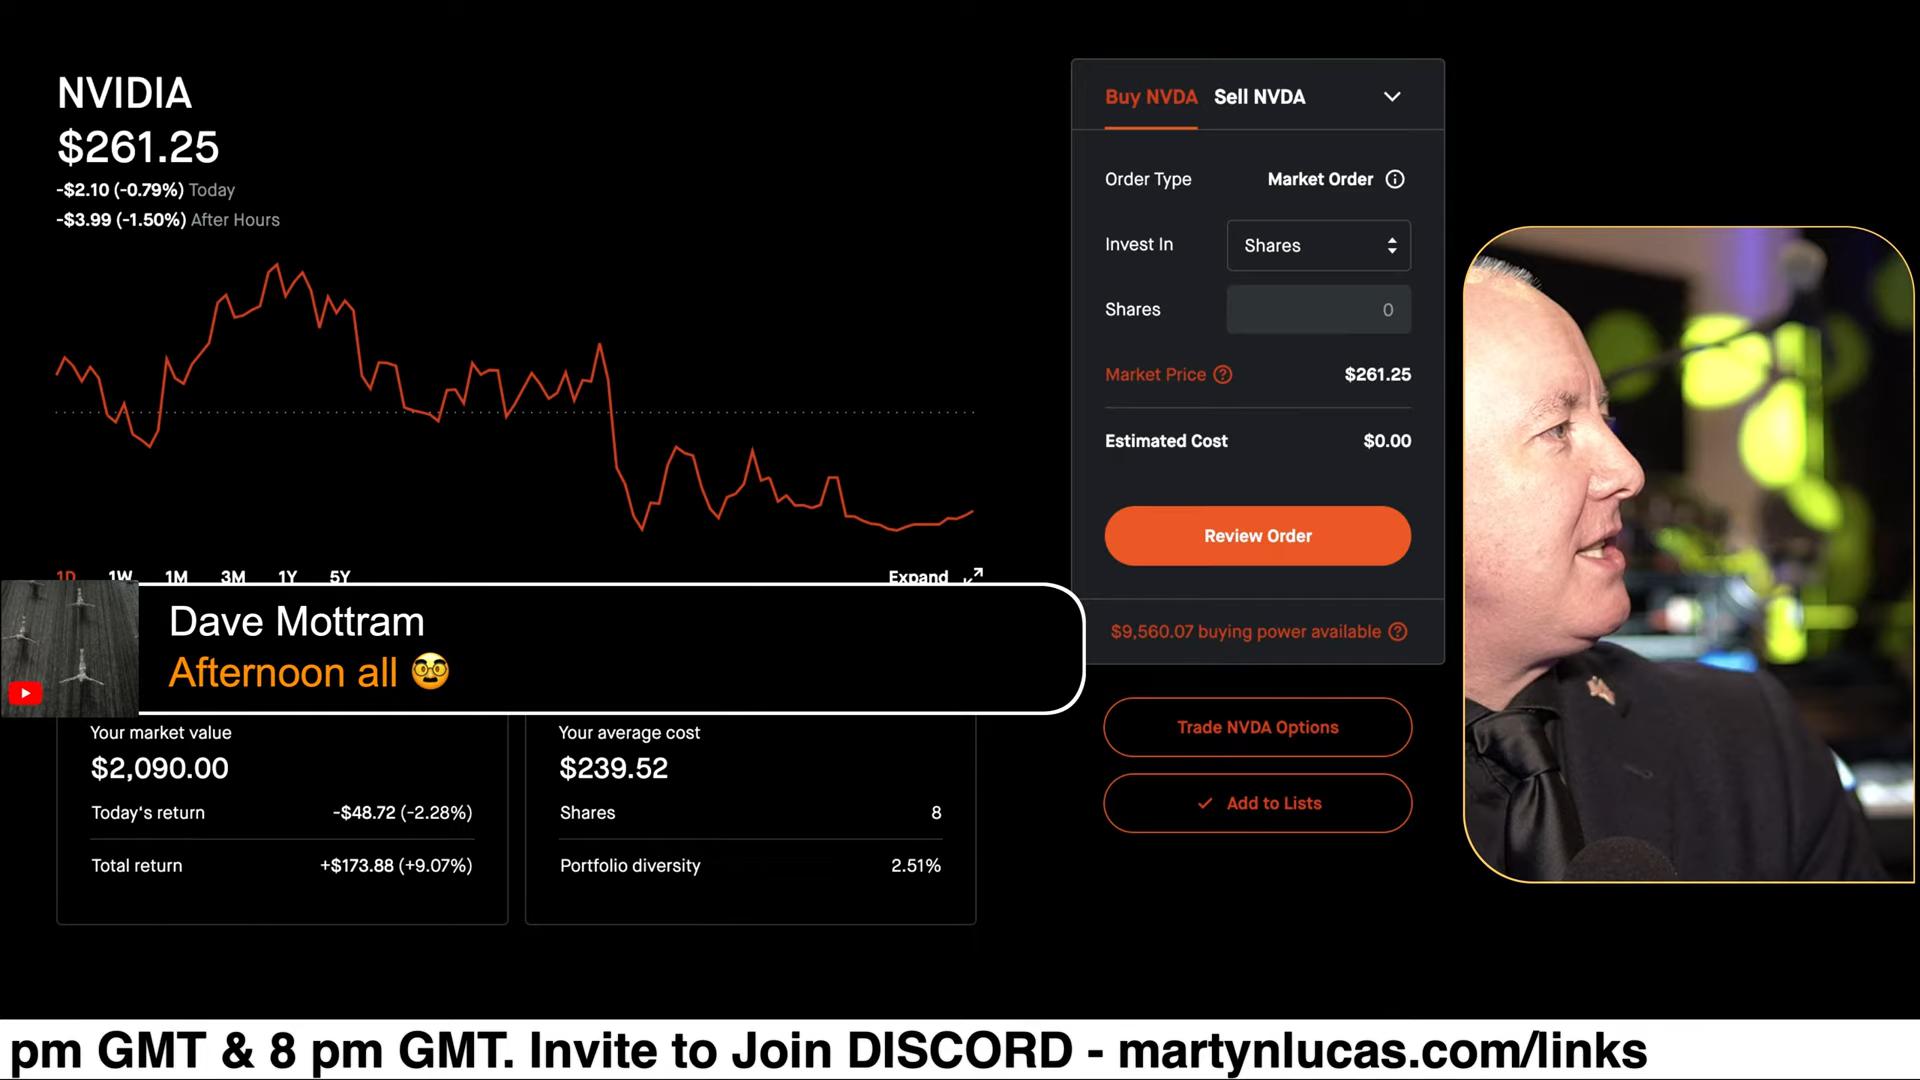 NVIDIA
$261.25
-$2.10 (-0.79%) Today
-$3.99 (-1.50%) After Hours
1D 1W 1M 3M 1Y 5Y
Expand
Buy NVDA Sell NVDA
Order Type Market Order
Invest In Shares
Shares 0
Market Price $261.25
Estimated Cost $0.00
Review Order
$9,560.07 buying power available
Trade NVDA Options
Add to Lists
Dave Mottram
Afternoon all 🥸
Your market value
$2,090.00
Today's return -$48.72 (-2.28%)
Total return +$173.88 (+9.07%)
Your average cost
$239.52
Shares 8
Portfolio diversity 2.51%
pm GMT & 8 pm GMT. Invite to Join DISCORD - martynlucas.com/links